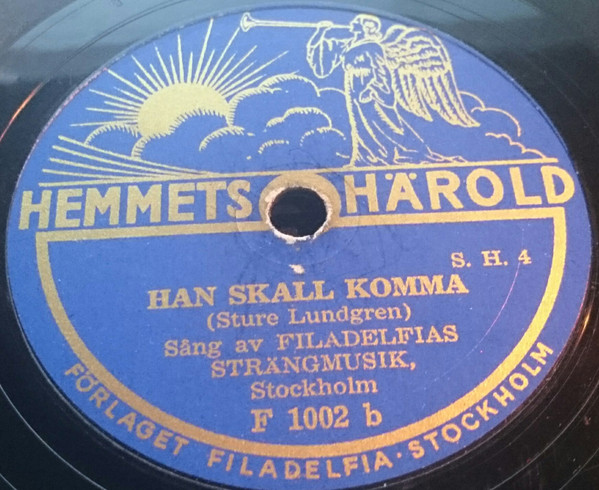 HEMMETS HÄROLD
S. H. 4
HAN SKALL KOMMA
(Sture Lundgren)
Sång av FILADELFIAS
STRÄNGMUSIK,
Stockholm
F 1002 b
FÖRLAGET FILADELFIA · STOCKHOLM